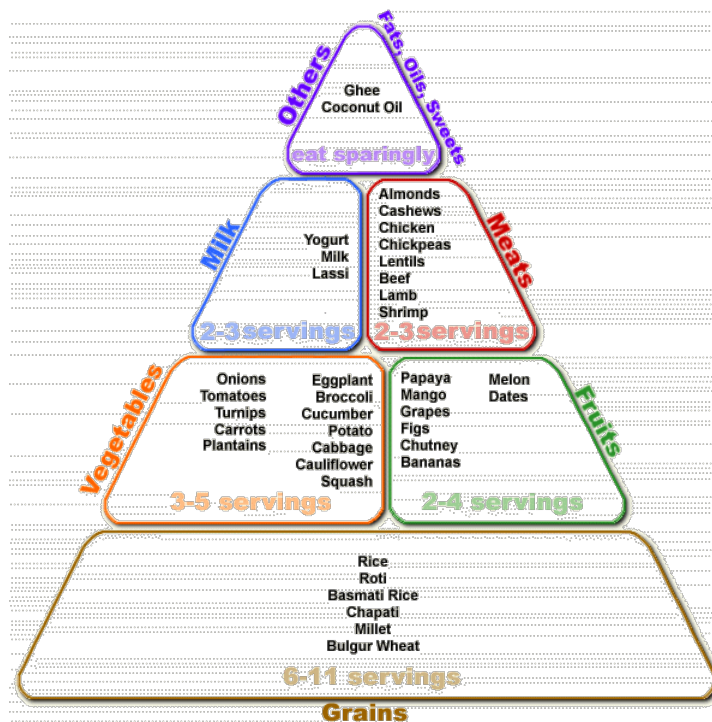 Others
Fats, Oils, Sweets
Ghee
Coconut Oil
eat sparingly
Milk
Yogurt
Milk
Lassi
2-3 servings
Meats
Almonds
Cashews
Chicken
Chickpeas
Lentils
Beef
Lamb
Shrimp
2-3 servings
Vegetables
Onions
Tomatoes
Turnips
Carrots
Plantains
Eggplant
Broccoli
Cucumber
Potato
Cabbage
Cauliflower
Squash
3-5 servings
Fruits
Papaya
Mango
Grapes
Figs
Chutney
Bananas
Melon
Dates
2-4 servings
Rice
Roti
Basmati Rice
Chapati
Millet
Bulgur Wheat
6-11 servings
Grains